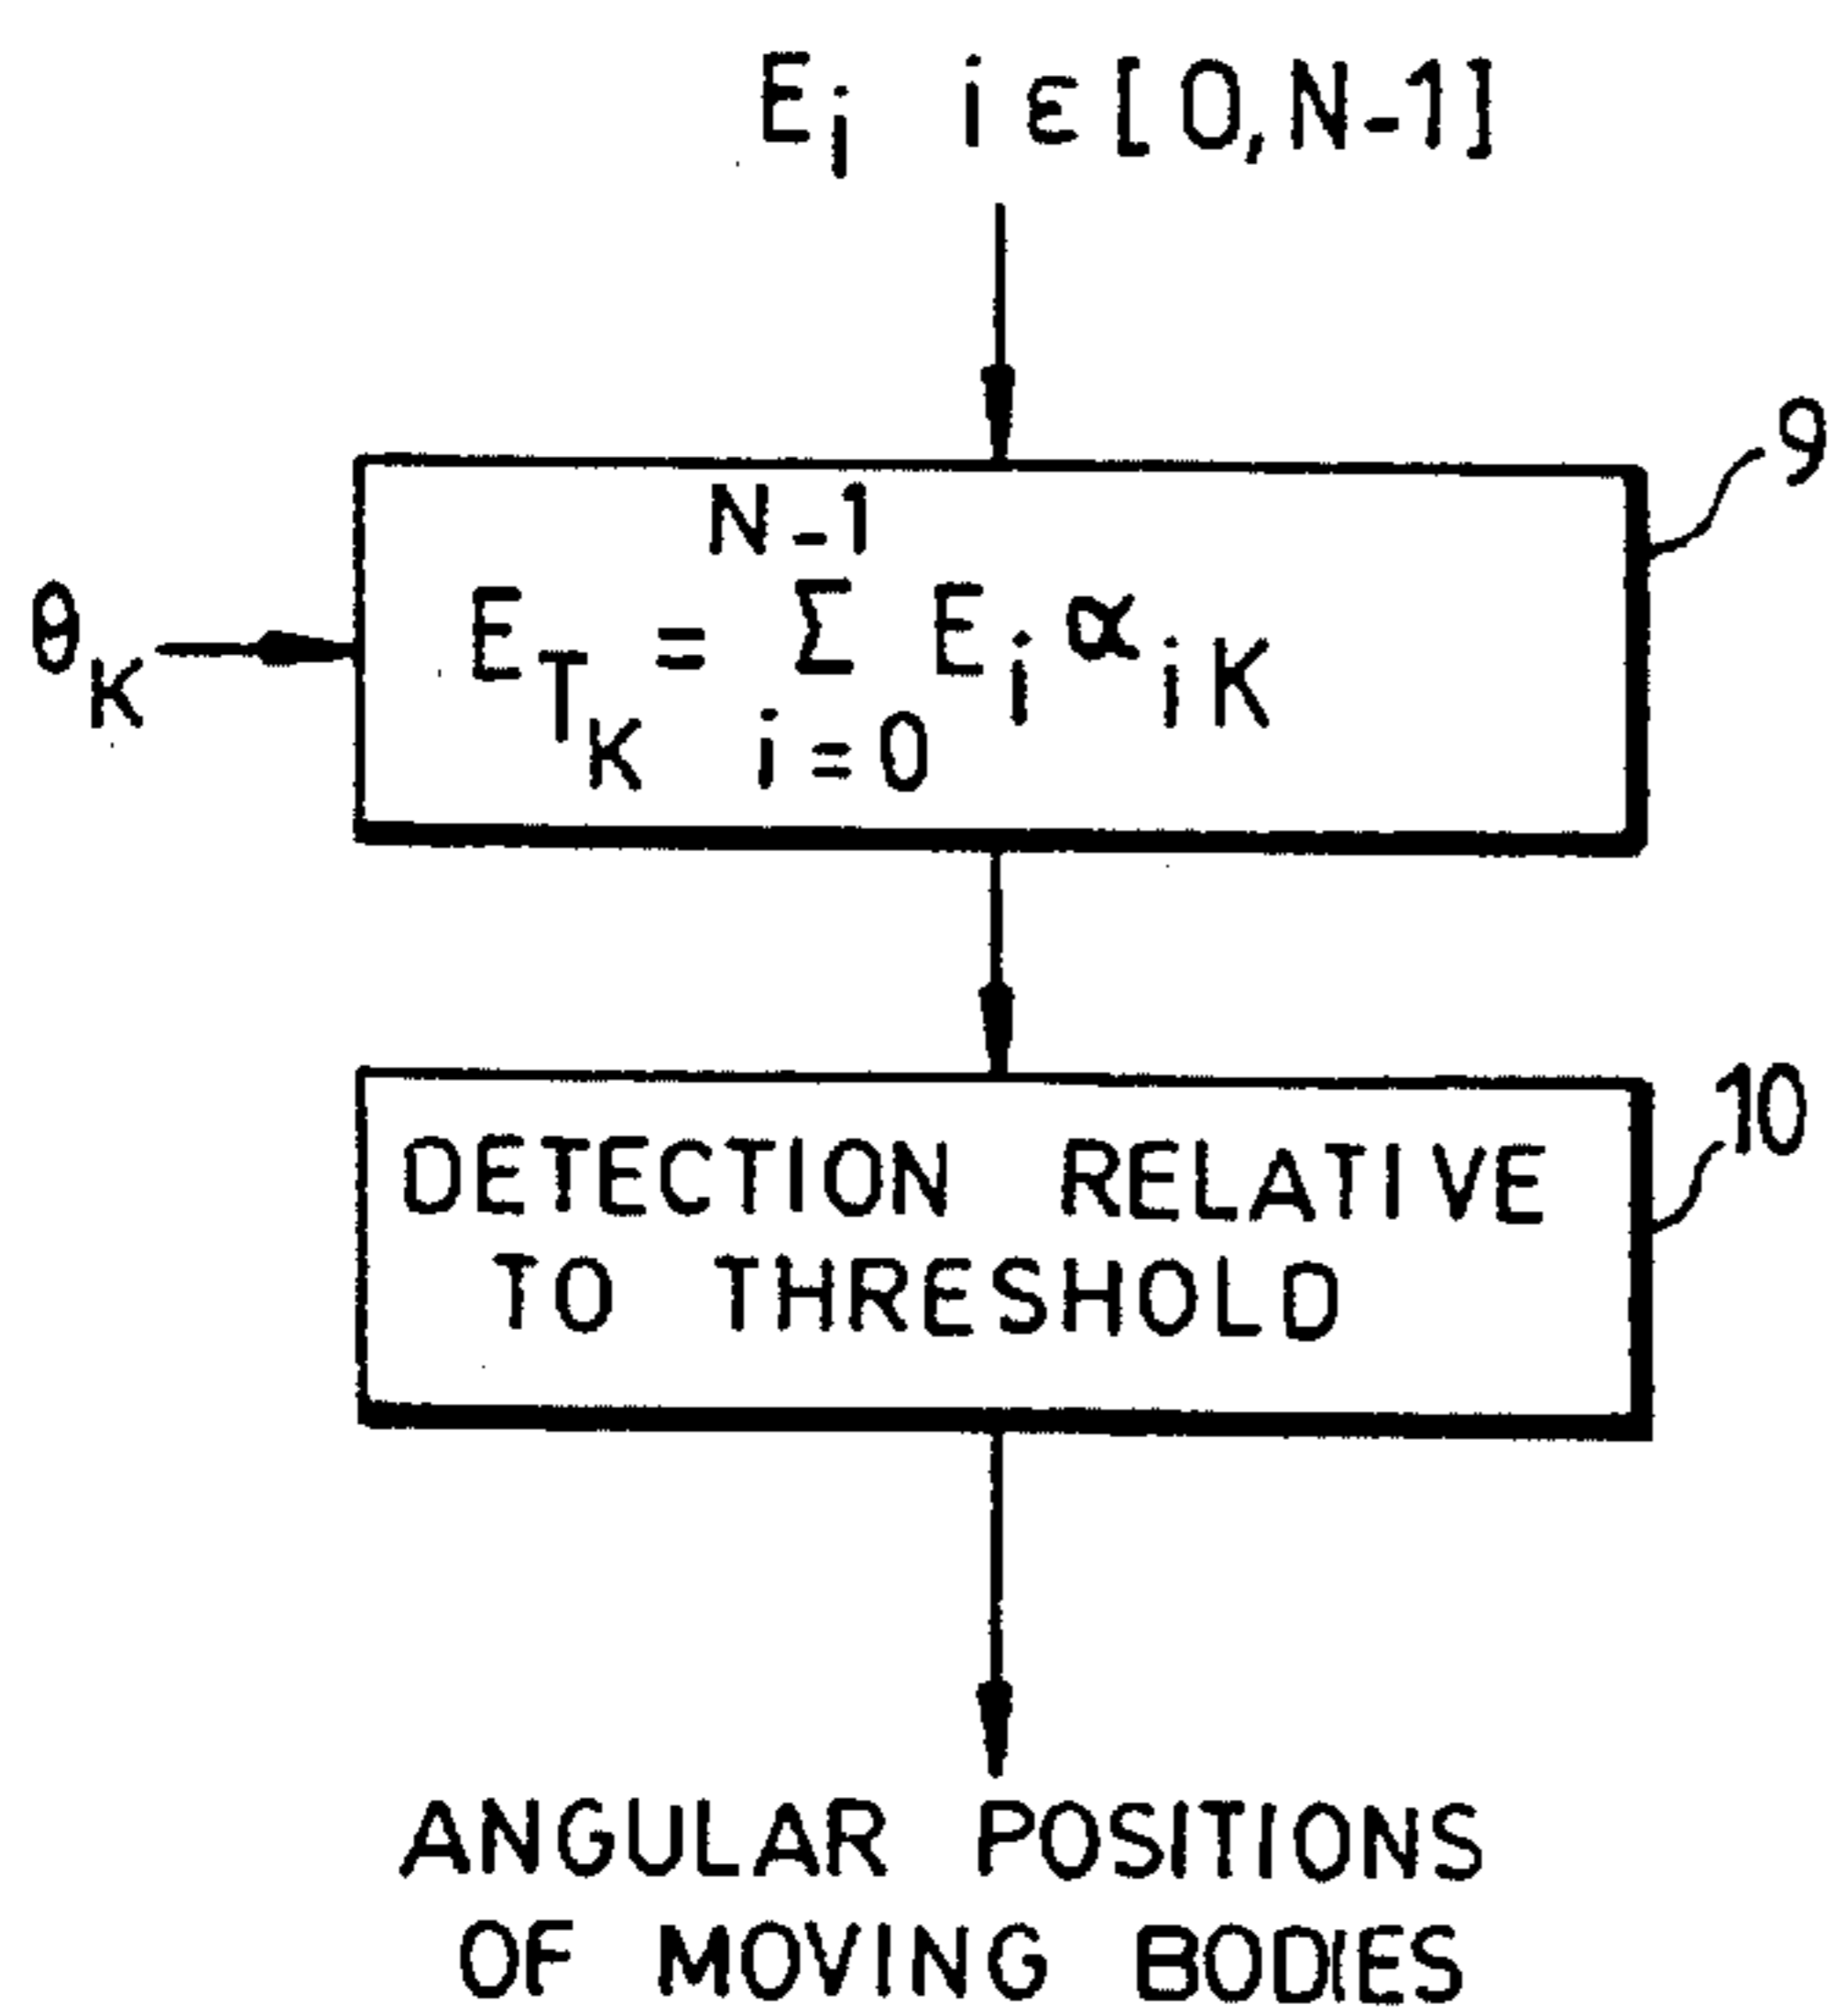 Ei i ε [0,N-1]
9
N-1
θK
ETK = Σ Ei αiK
i=0
10
DETECTION RELATIVE
TO THRESHOLD
ANGULAR POSITIONS
OF MOVING BODIES